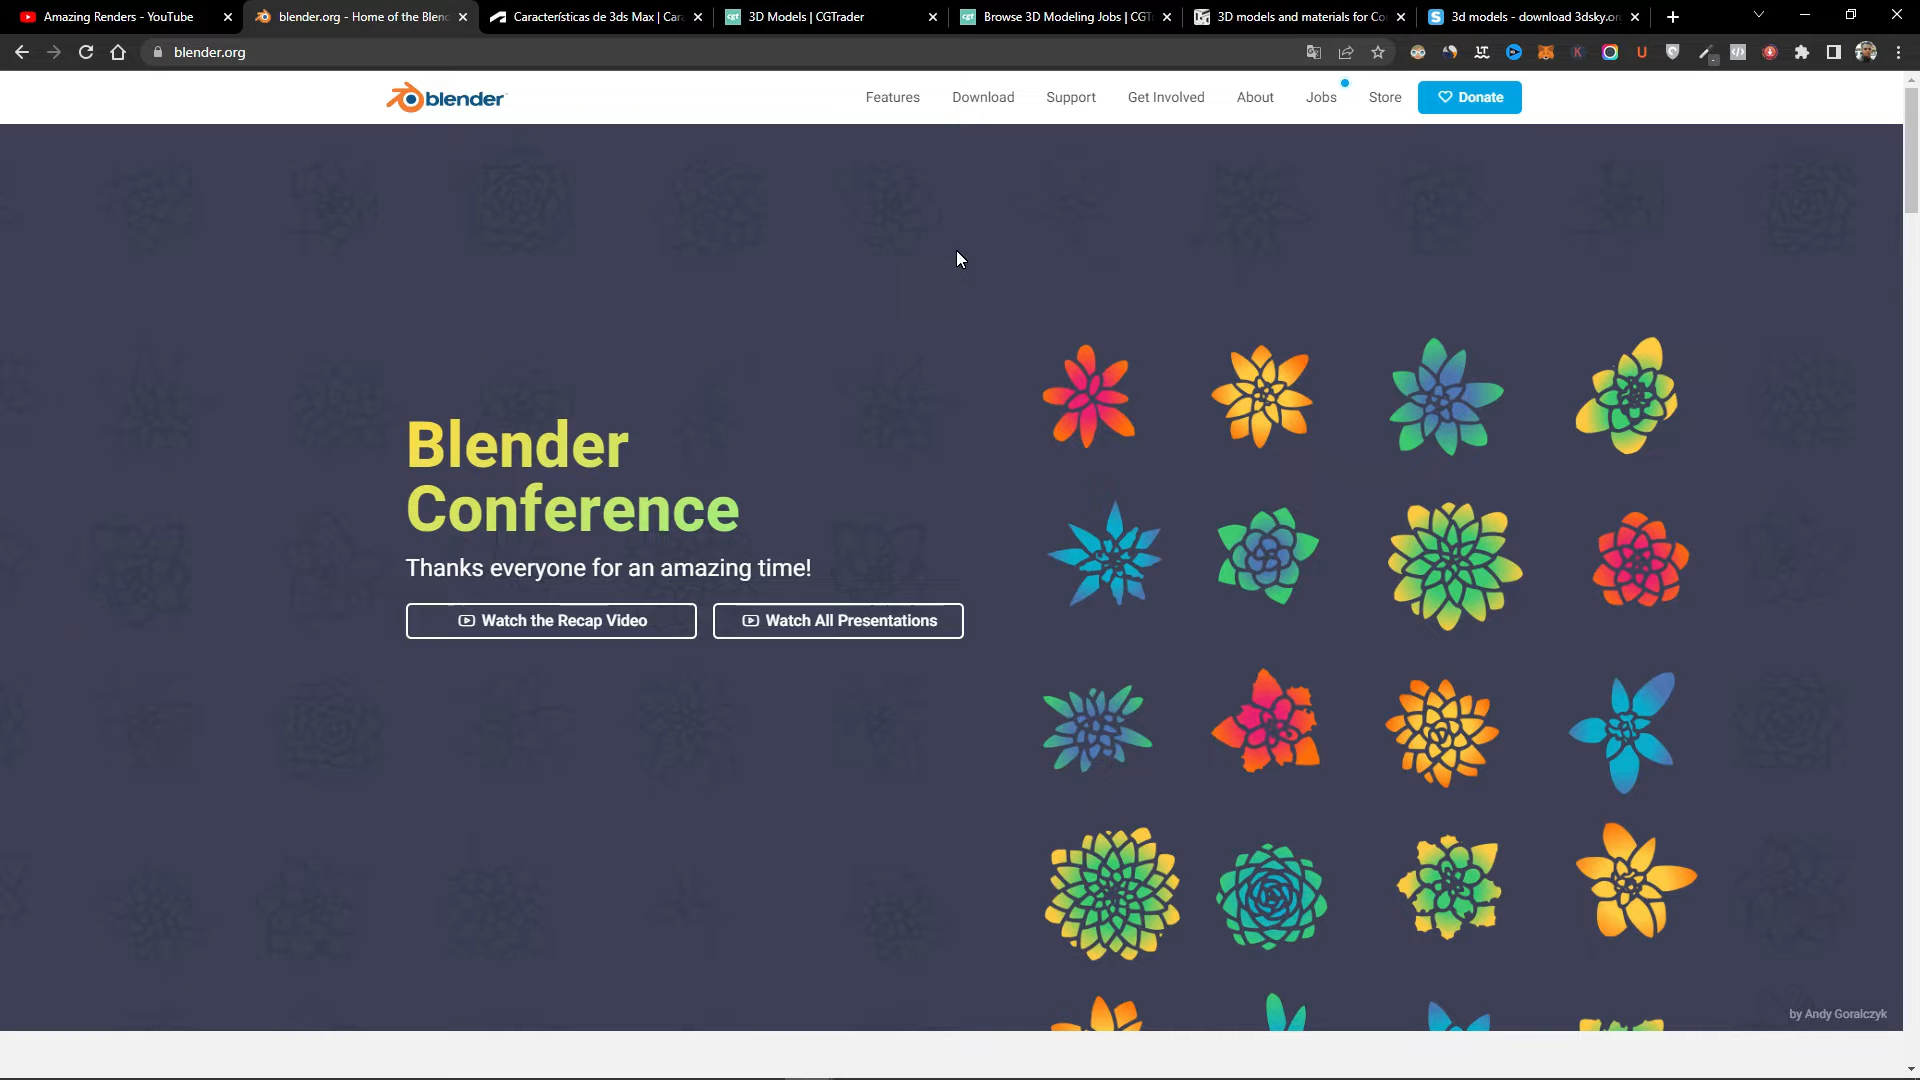 Amazing Renders - YouTube
blender.org - Home of the Blen
Características de 3ds Max | Cara
3D Models | CGTrader
Browse 3D Modeling Jobs | CGT
3D models and materials for Co
3d models - download 3dsky.or
blender.org
blender
Features
Download
Support
Get Involved
About
Jobs
Store
Donate
Blender
Conference
Thanks everyone for an amazing time!
Watch the Recap Video
Watch All Presentations
by Andy Goralczyk